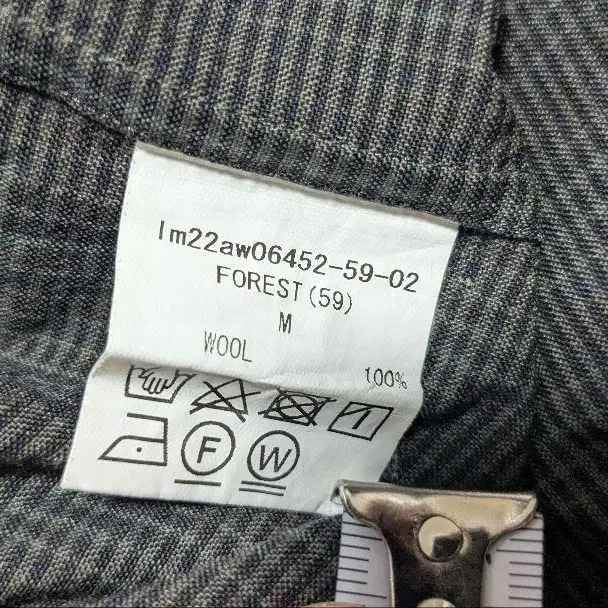 lm22aw06452-59-02
FOREST(59)
M
WOOL 100%
F W